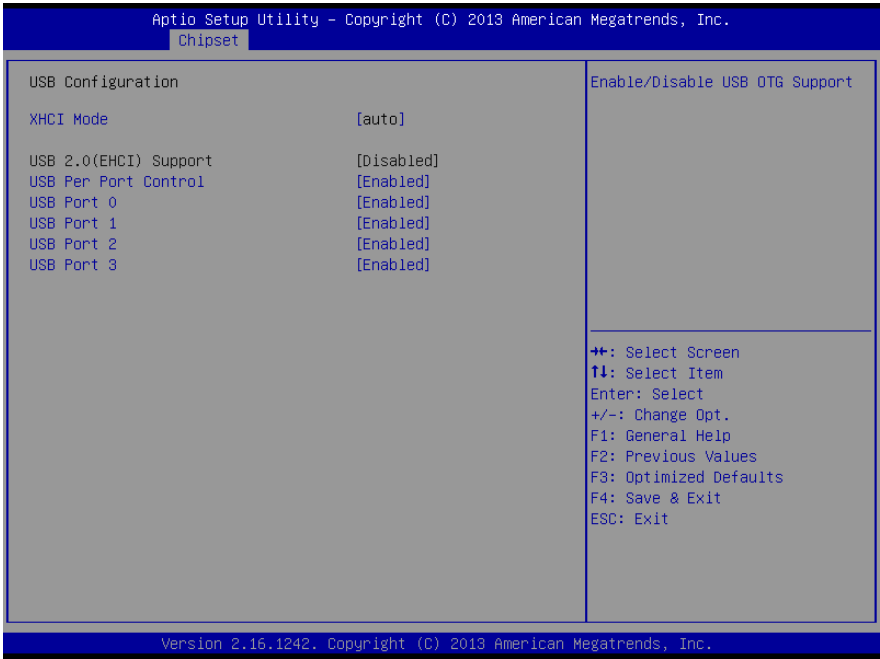 Aptio Setup Utility – Copyright (C) 2013 American Megatrends, Inc.
Chipset
USB Configuration
XHCI Mode [auto]
USB 2.0(EHCI) Support [Disabled]
USB Per Port Control [Enabled]
USB Port 0 [Enabled]
USB Port 1 [Enabled]
USB Port 2 [Enabled]
USB Port 3 [Enabled]
Enable/Disable USB OTG Support
→←: Select Screen
↑↓: Select Item
Enter: Select
+/-: Change Opt.
F1: General Help
F2: Previous Values
F3: Optimized Defaults
F4: Save & Exit
ESC: Exit
Version 2.16.1242. Copyright (C) 2013 American Megatrends, Inc.